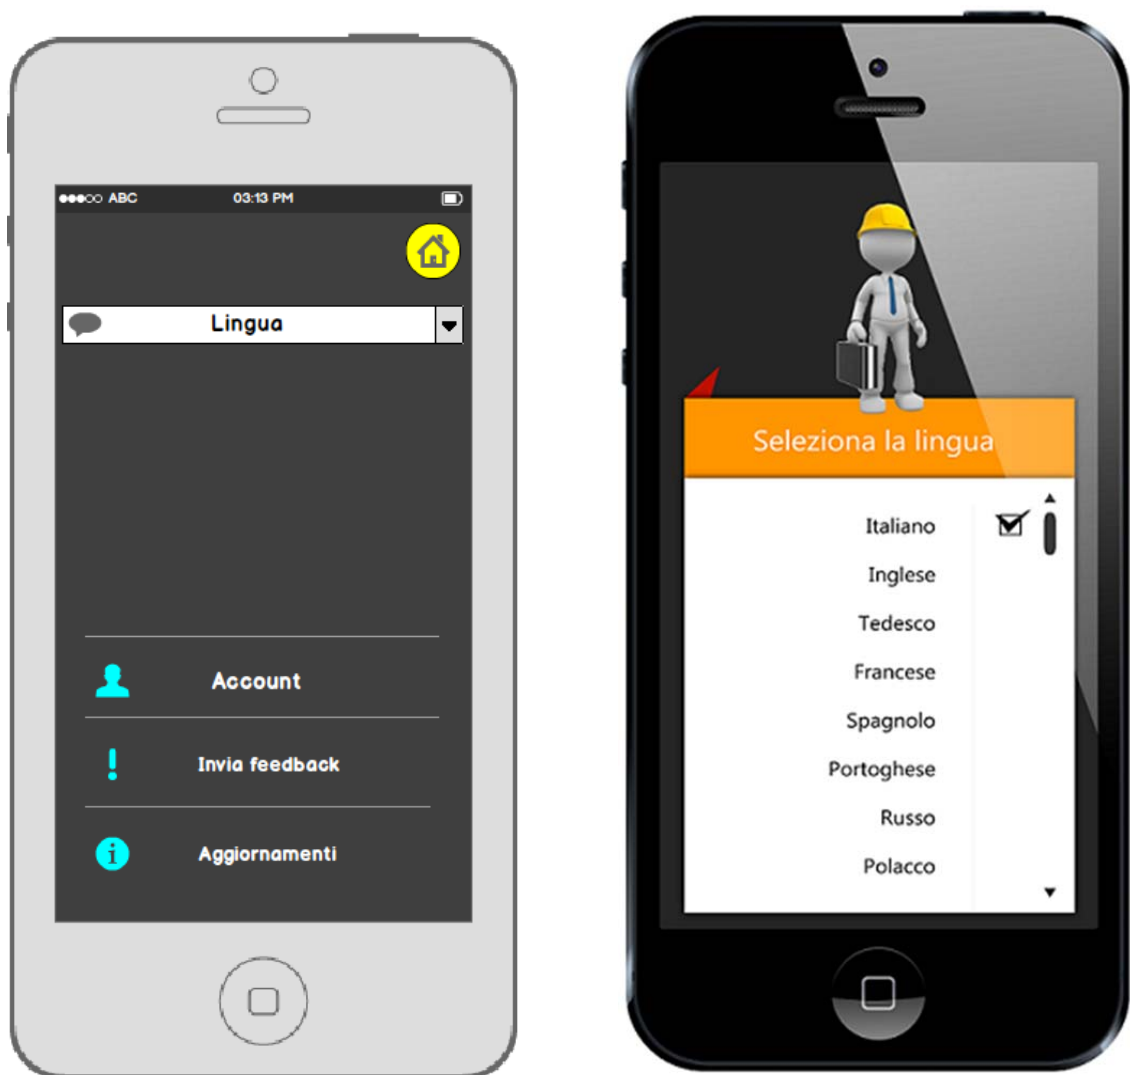 ABC 03:13 PM
Lingua
Account
Invia feedback
Aggiornamenti
Seleziona la lingua
Italiano
Inglese
Tedesco
Francese
Spagnolo
Portoghese
Russo
Polacco